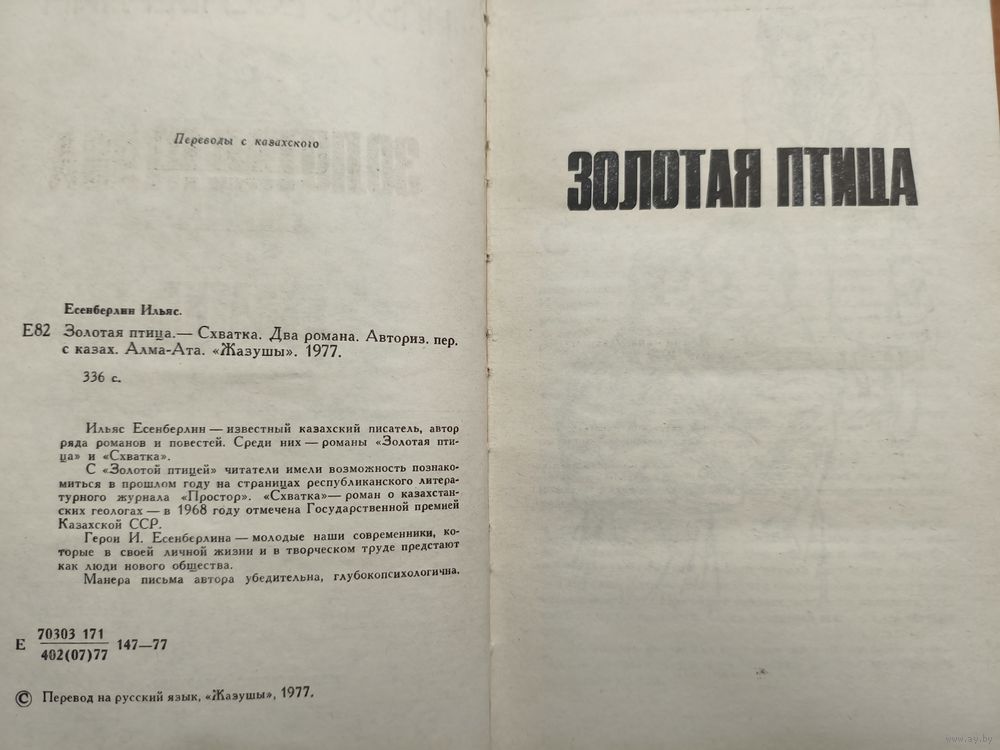 Переводы с казахского
Есенберлин Ильяс.
Е82 Золотая птица.— Схватка. Два романа. Авториз. пер.
с казах. Алма-Ата. «Жазушы». 1977.
336 с.
Ильяс Есенберлин — известный казахский писатель, автор
ряда романов и повестей. Среди них — романы «Золотая пти-
ца» и «Схватка».
С «Золотой птицей» читатели имели возможность познако-
миться в прошлом году на страницах республиканского литера-
турного журнала «Простор». «Схватка»— роман о казахстан-
ских геологах — в 1968 году отмечена Государственной премией
Казахской ССР.
Герои И. Есенберлина — молодые наши современники, ко-
торые в своей личной жизни и в творческом труде предстают
как люди нового общества.
Манера письма автора убедительна, глубокопсихологична.
70303 171
Е 147—77
402(07)77
© Перевод на русский язык, «Жазушы», 1977.
ЗОЛОТАЯ ПТИЦА
www.ay.by